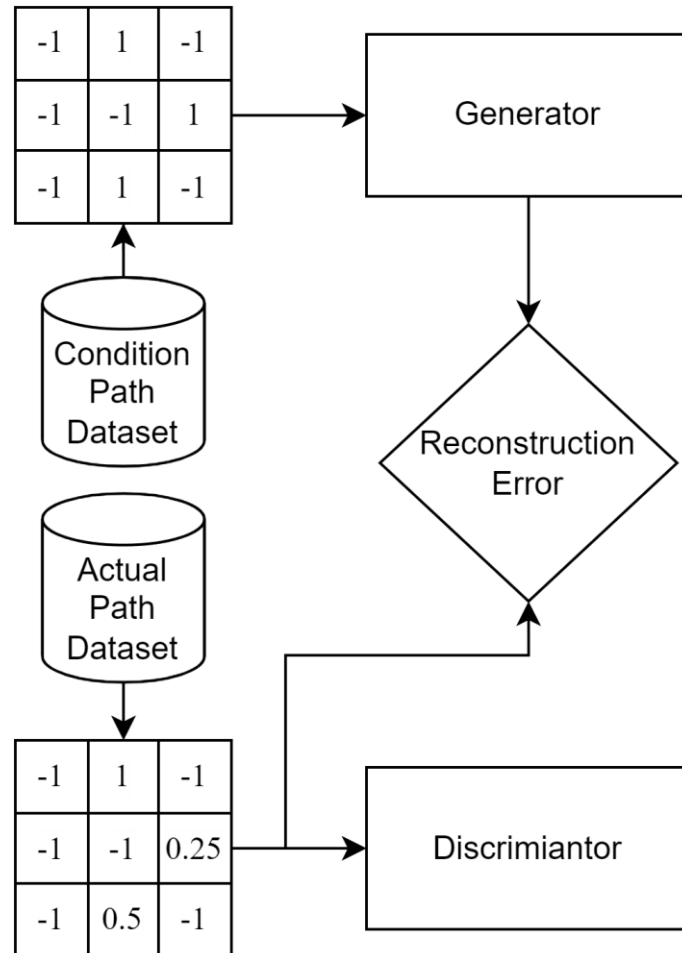 -1 1 -1
-1 -1 1
-1 1 -1
Generator
Condition
Path
Dataset
Reconstruction
Error
Actual
Path
Dataset
-1 1 -1
-1 -1 0.25
-1 0.5 -1
Discrimiantor